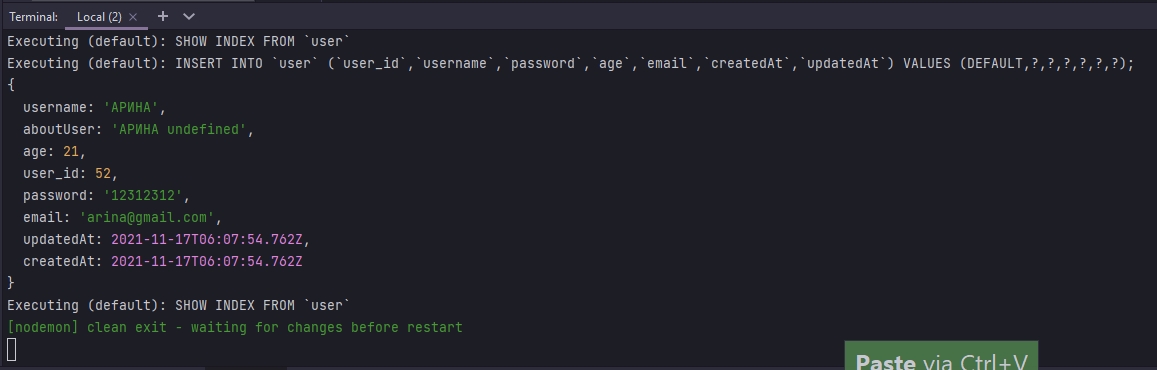 Terminal: Local (2) × + 
Executing (default): SHOW INDEX FROM `user`
Executing (default): INSERT INTO `user` (`user_id`,`username`,`password`,`age`,`email`,`createdAt`,`updatedAt`) VALUES (DEFAULT,?,?,?,?,?,?);
{
  username: 'АРИНА',
  aboutUser: 'АРИНА undefined',
  age: 21,
  user_id: 52,
  password: '12312312',
  email: 'arina@gmail.com',
  updatedAt: 2021-11-17T06:07:54.762Z,
  createdAt: 2021-11-17T06:07:54.762Z
}
Executing (default): SHOW INDEX FROM `user`
[nodemon] clean exit - waiting for changes before restart
Paste via Ctrl+V